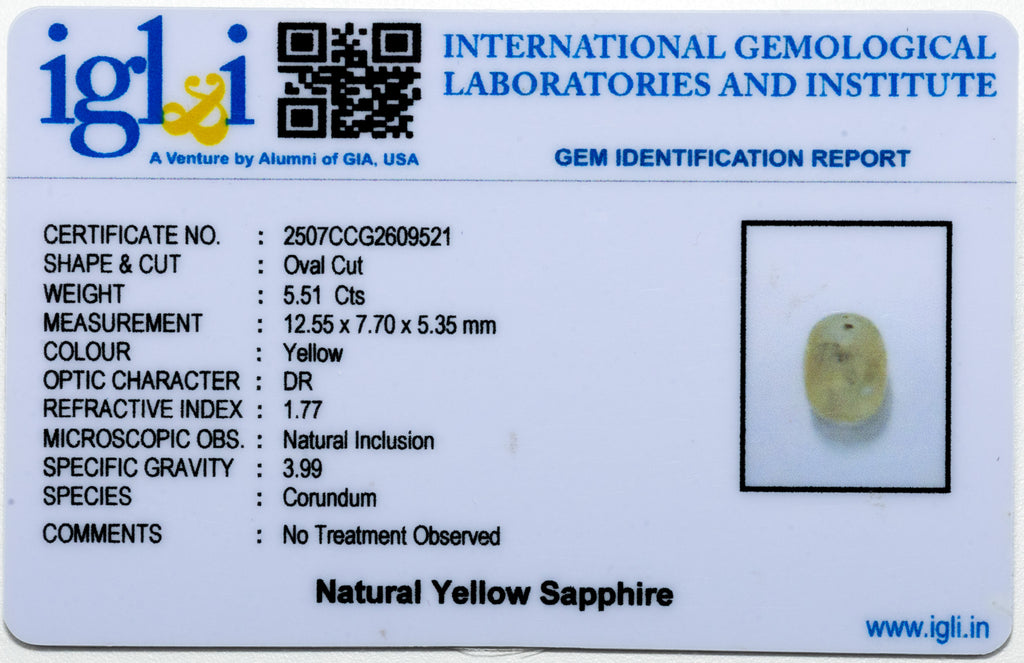 igl&i
INTERNATIONAL GEMOLOGICAL
LABORATORIES AND INSTITUTE
A Venture by Alumni of GIA, USA
GEM IDENTIFICATION REPORT
CERTIFICATE NO. : 2507CCG2609521
SHAPE & CUT : Oval Cut
WEIGHT : 5.51 Cts
MEASUREMENT : 12.55 x 7.70 x 5.35 mm
COLOUR : Yellow
OPTIC CHARACTER : DR
REFRACTIVE INDEX : 1.77
MICROSCOPIC OBS. : Natural Inclusion
SPECIFIC GRAVITY : 3.99
SPECIES : Corundum
COMMENTS : No Treatment Observed
Natural Yellow Sapphire
www.igli.in